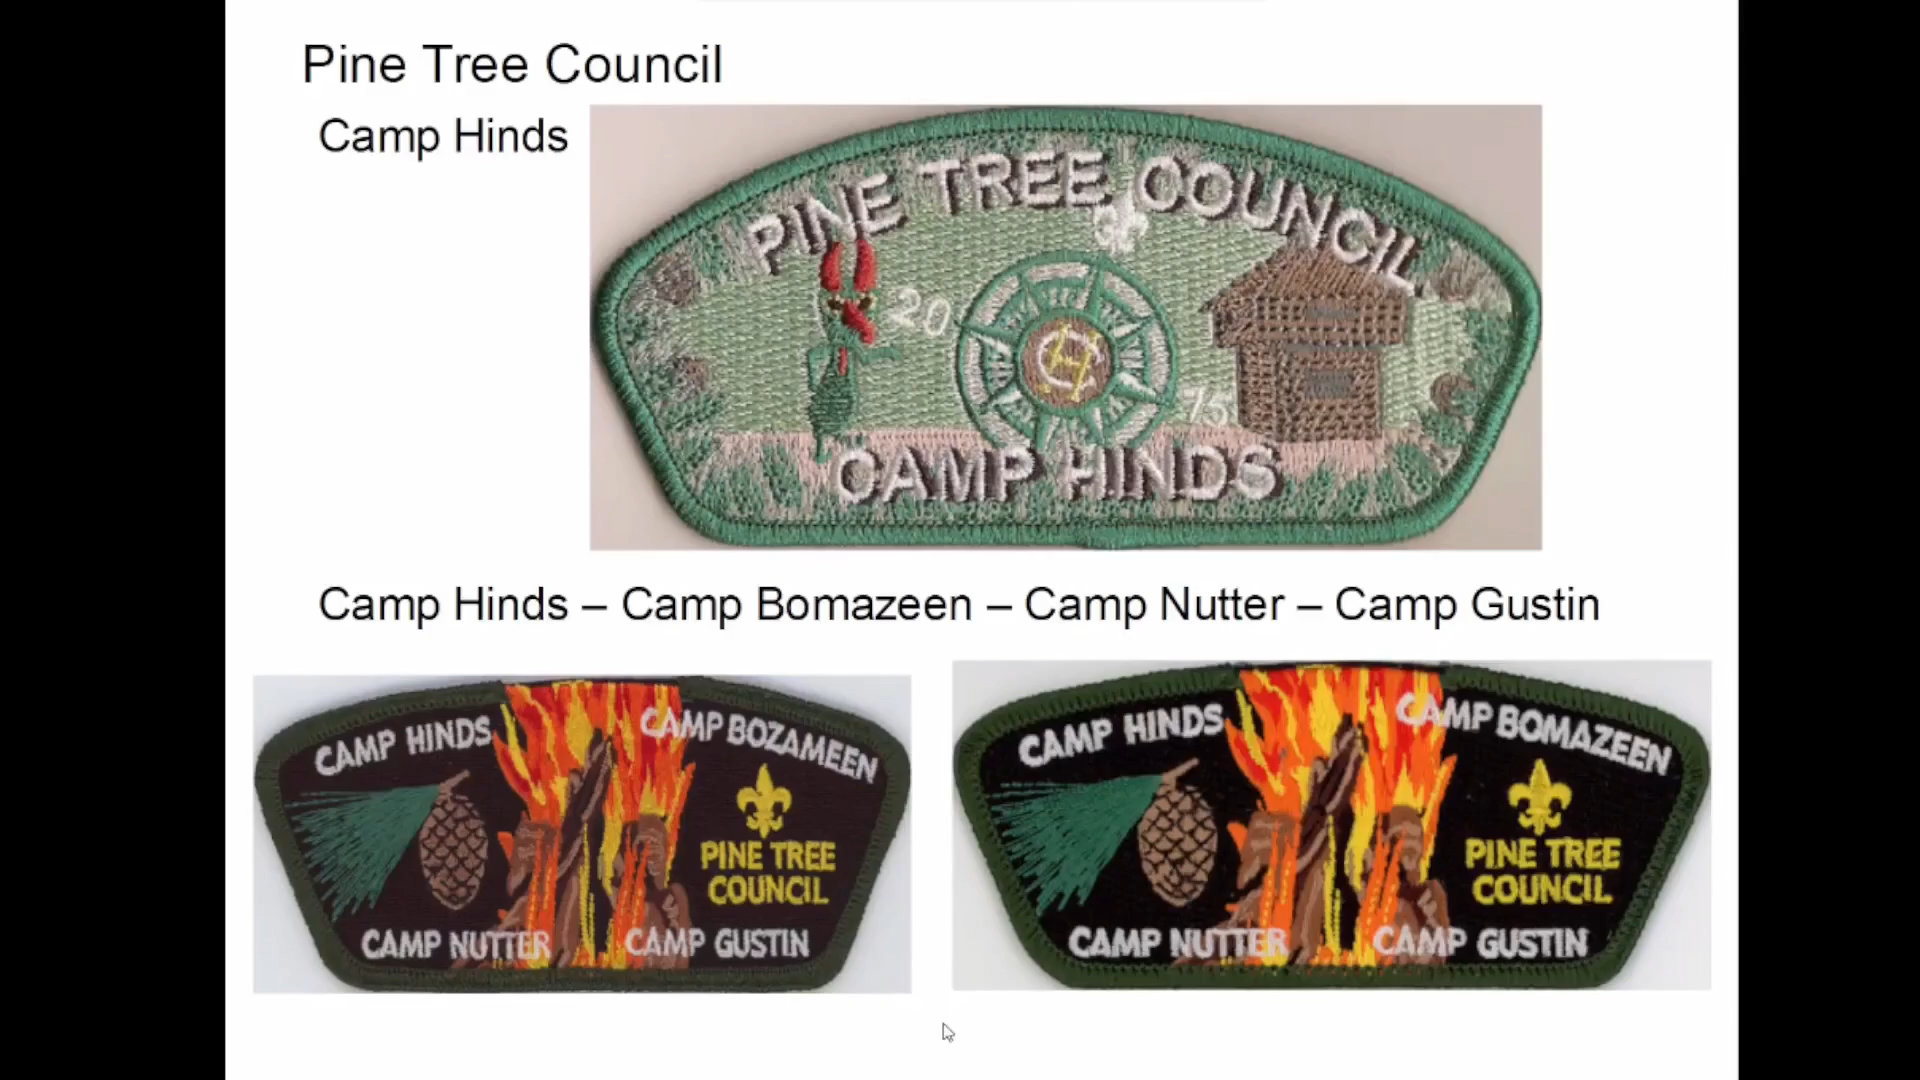 Pine Tree Council
Camp Hinds
PINE TREE COUNCIL
20
CH
75
CAMP HINDS
Camp Hinds – Camp Bomazeen – Camp Nutter – Camp Gustin
CAMP HINDS
CAMP BOZAMEEN
PINE TREE
COUNCIL
CAMP NUTTER
CAMP GUSTIN
CAMP HINDS
CAMP BOMAZEEN
PINE TREE
COUNCIL
CAMP NUTTER
CAMP GUSTIN